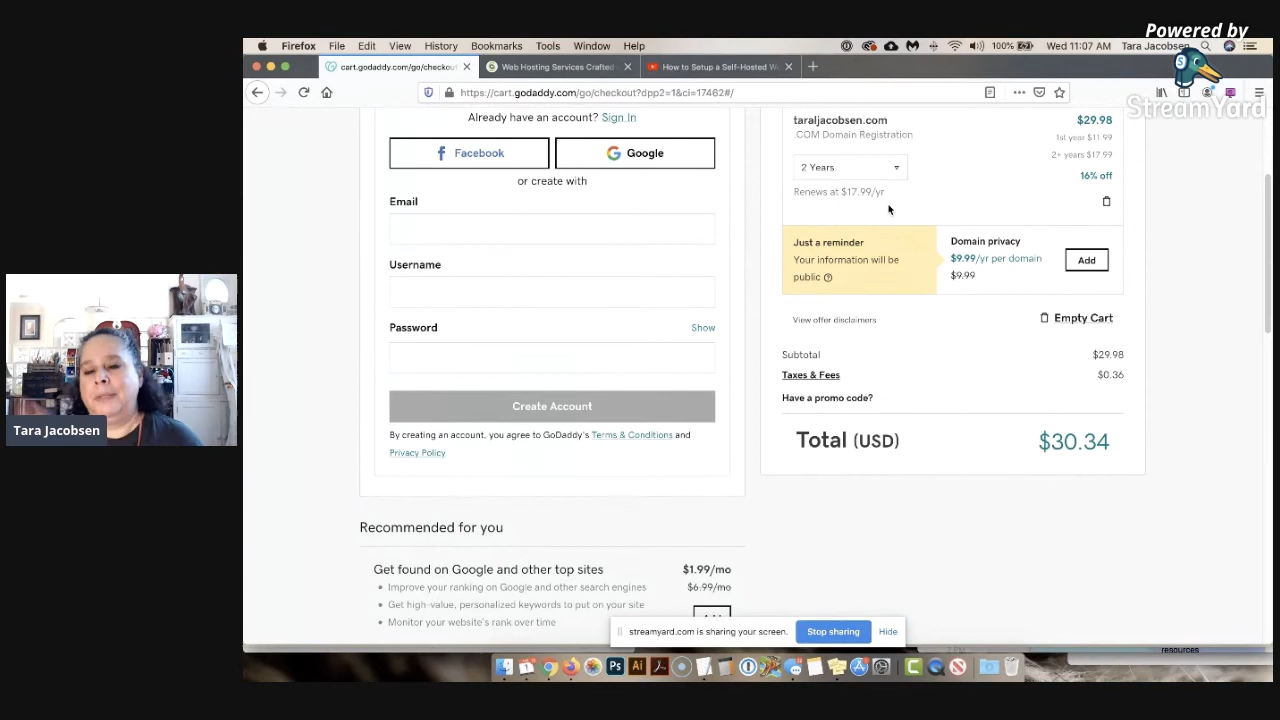 Powered by
StreamYard
Firefox File Edit View History Bookmarks Tools Window Help
100% Wed 11:07 AM Tara Jacobsen
cart.godaddy.com/go/checkout
Web Hosting Services Crafted
How to Setup a Self-Hosted W
https://cart.godaddy.com/go/checkout?dpp2=1&ci=17462#/
Already have an account? Sign In
Facebook
Google
or create with
Email
Username
Password
Show
Create Account
By creating an account, you agree to GoDaddy's Terms & Conditions and
Privacy Policy
Recommended for you
Get found on Google and other top sites
$1.99/mo
• Improve your ranking on Google and other search engines
$6.99/mo
• Get high-value, personalized keywords to put on your site
• Monitor your website's rank over time
taraljacobsen.com
$29.98
.COM Domain Registration
1st year $11.99
2+ years $17.99
2 Years
16% off
Renews at $17.99/yr
Just a reminder
Your information will be
public
Domain privacy
$9.99/yr per domain
$9.99
Add
View offer disclaimers
Empty Cart
Subtotal
$29.98
Taxes & Fees
$0.36
Have a promo code?
Total (USD)
$30.34
streamyard.com is sharing your screen.
Stop sharing
Hide
resources
Tara Jacobsen